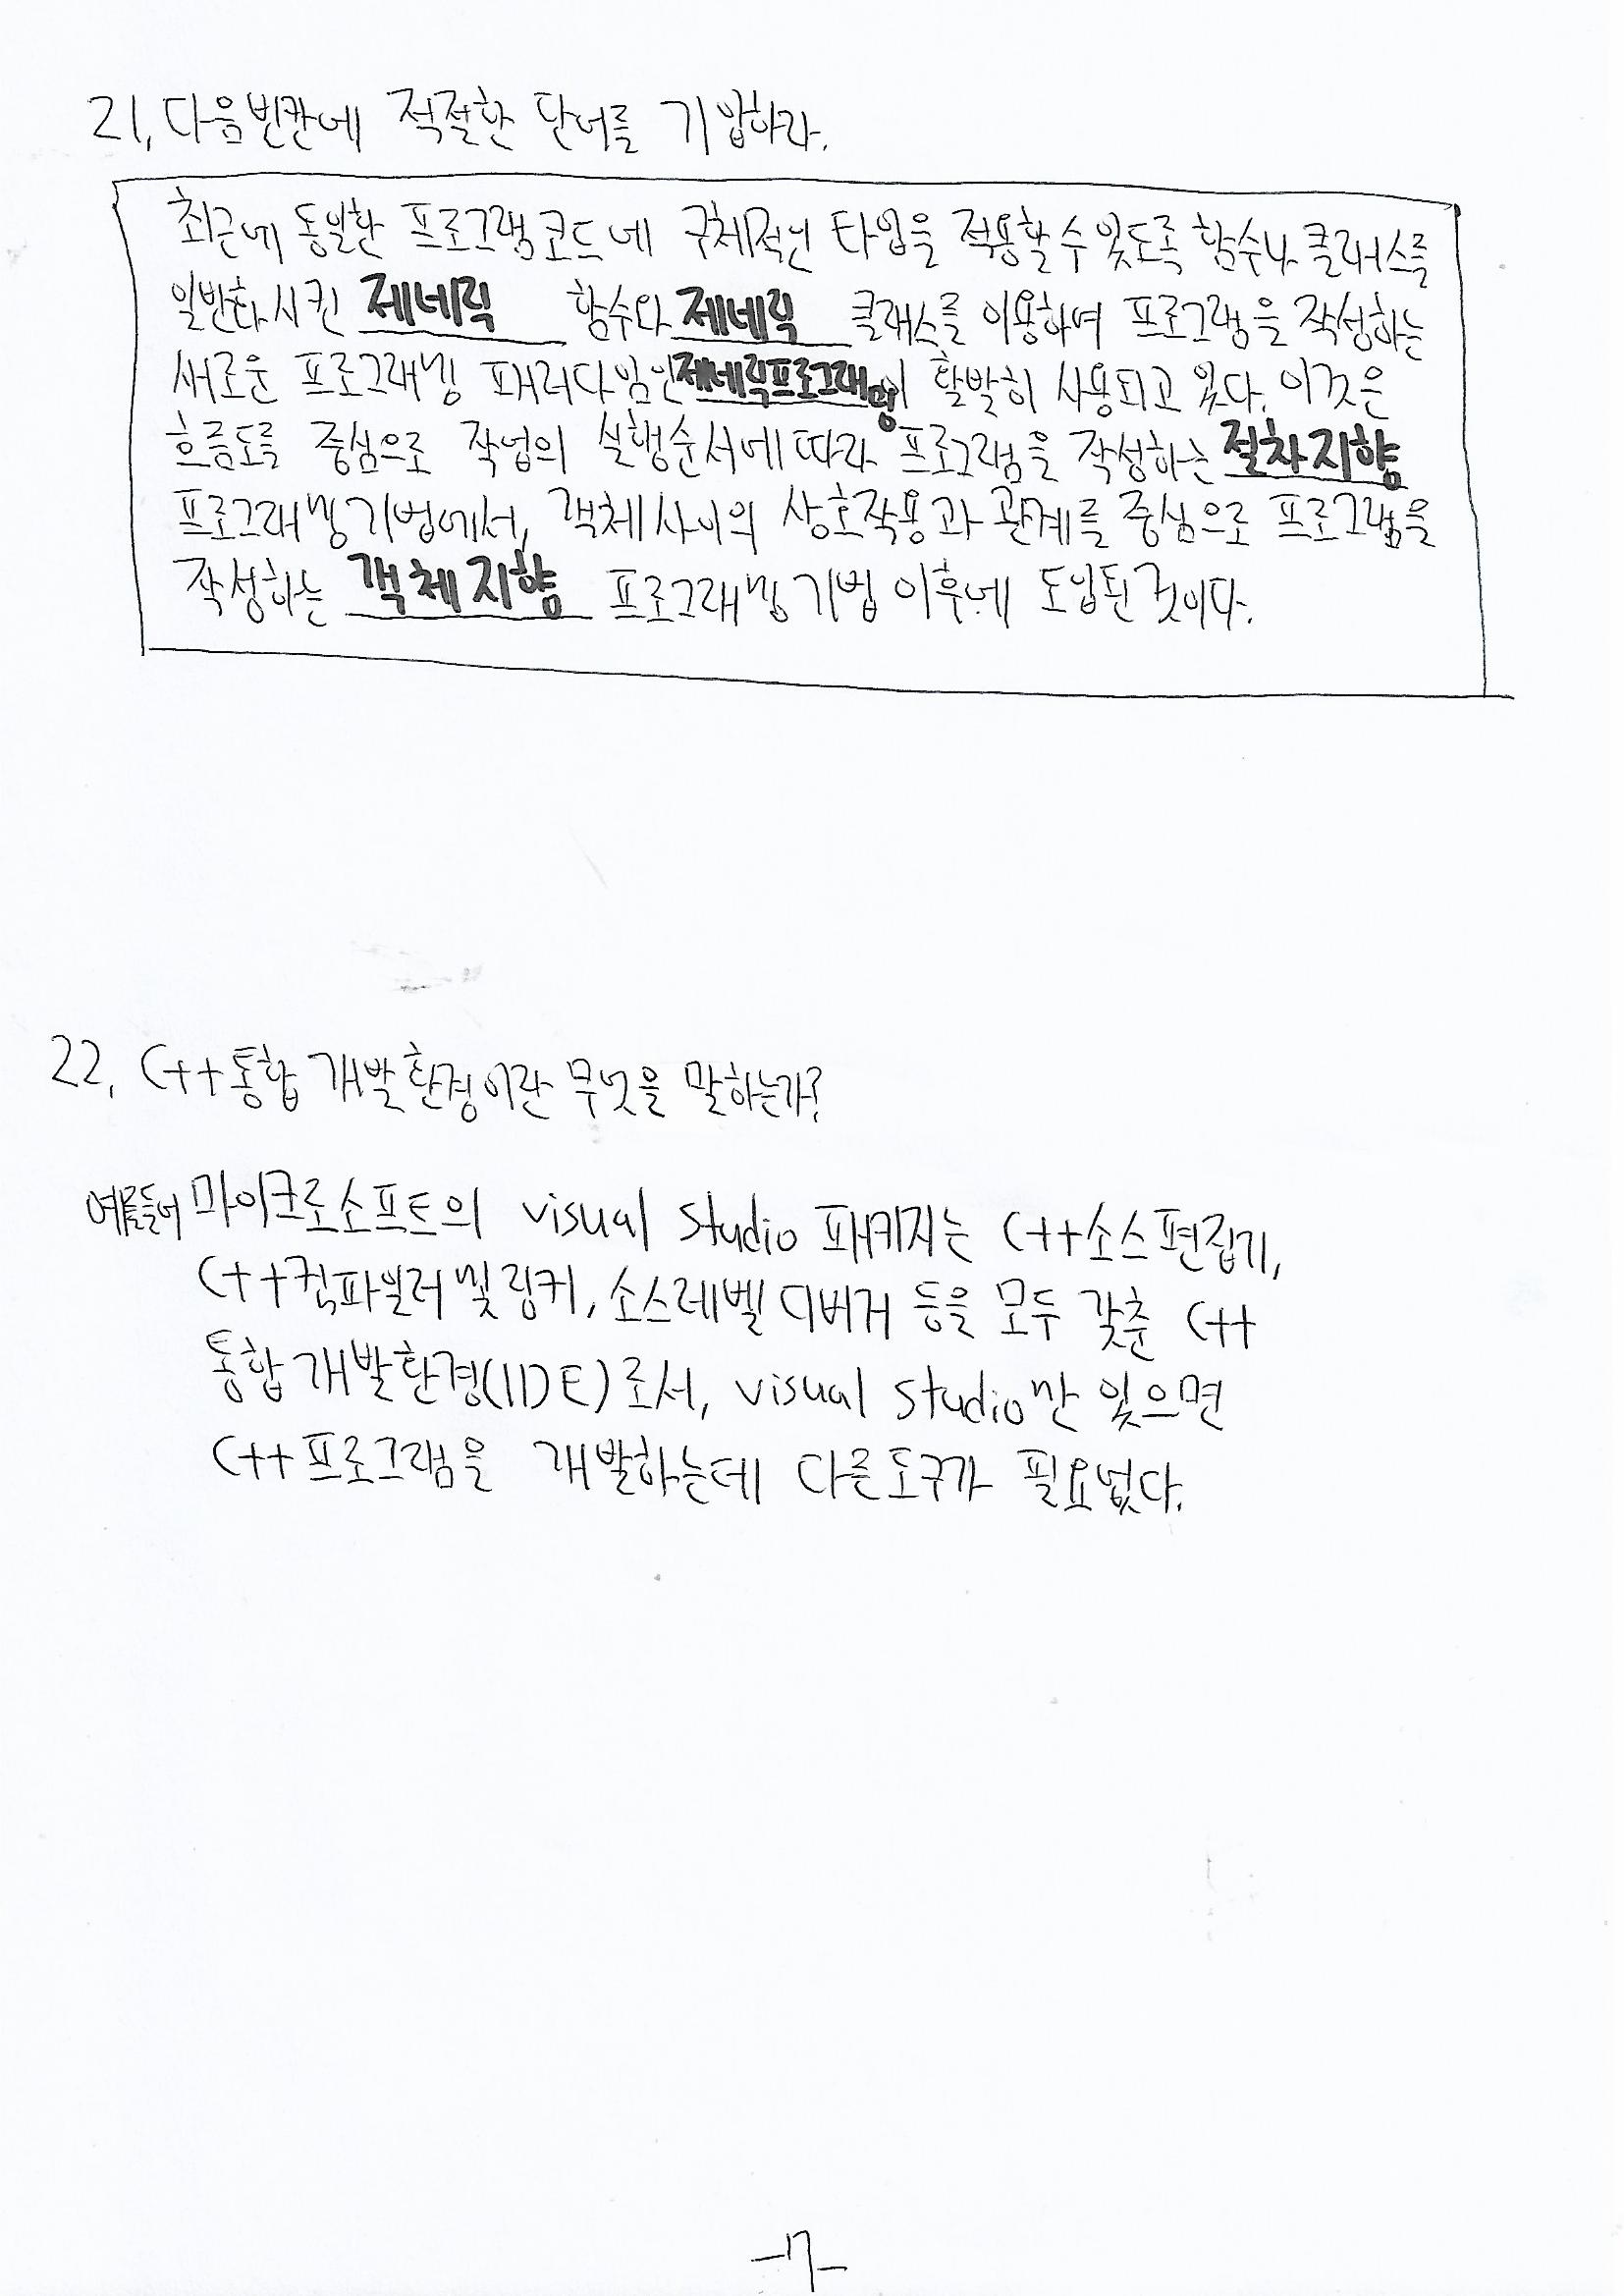 21. 다음빈칸에 적절한 단어를 기입하라.
최근에 동일한 프로그램코드에 구체적인 타입을 적용할 수 있도록 함수나 클래스를
일반화시킨 제네릭 함수와 제네릭 클래스를 이용하여 프로그램을 작성하는
새로운 프로그래밍 패러다임인 제네릭프로그래밍이 활발히 사용되고 있다. 이것은
흐름도를 중심으로 작업의 실행순서에 따라 프로그램을 작성하는 절차지향
프로그래밍기법에서, 객체사이의 상호작용과 관계를 중심으로 프로그램을
작성하는 객체지향 프로그래밍기법 이후에 도입된 것이다.
22. C++통합 개발환경이란 무엇을 말하는가?
예를들어 마이크로소프트의 visual studio 패키지는 C++소스편집기,
C++컴파일러 및 링커, 소스레벨 디버거 등을 모두 갖춘 C++
통합개발환경(IDE)로서, visual studio만 있으면
C++프로그램을 개발하는데 다른도구가 필요없다.
-17-